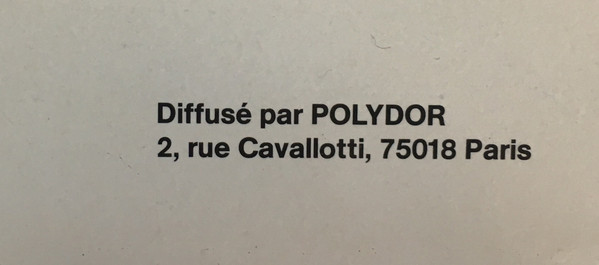 Diffusé par POLYDOR
2, rue Cavallotti, 75018 Paris